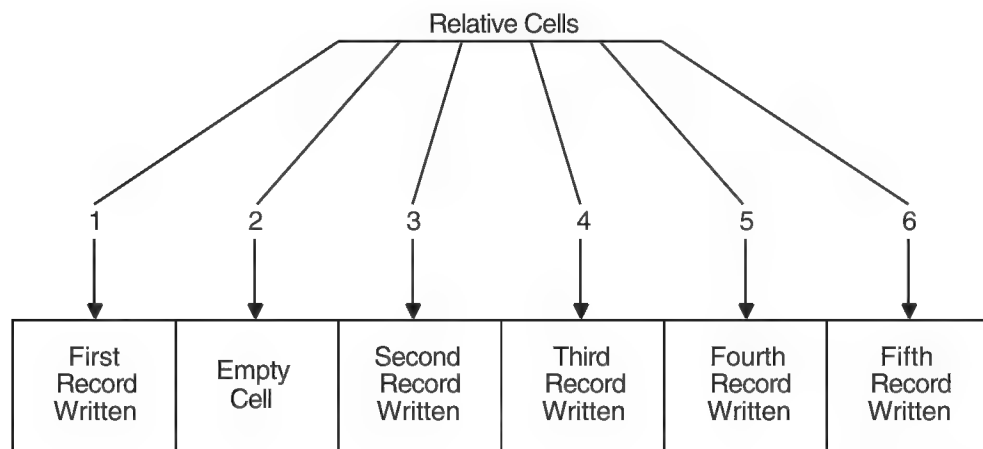 Relative Cells
1 2 3 4 5 6
First
Record
Written
Empty
Cell
Second
Record
Written
Third
Record
Written
Fourth
Record
Written
Fifth
Record
Written